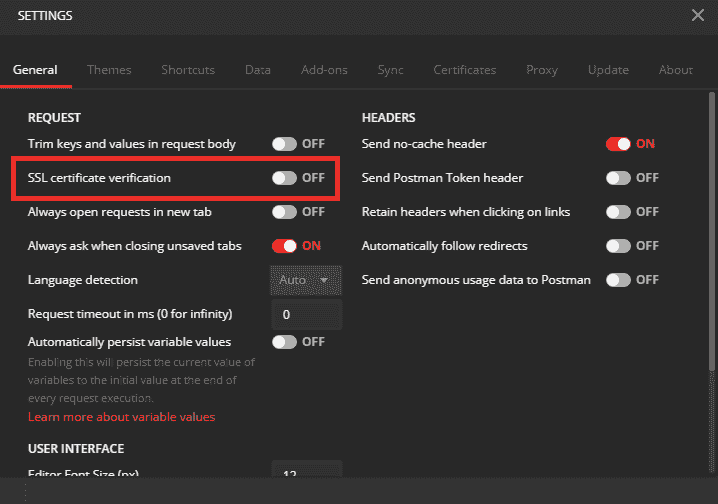 SETTINGS
General Themes Shortcuts Data Add-ons Sync Certificates Proxy Update About
REQUEST
Trim keys and values in request body OFF
SSL certificate verification OFF
Always open requests in new tab OFF
Always ask when closing unsaved tabs ON
Language detection Auto
Request timeout in ms (0 for infinity) 0
Automatically persist variable values OFF
Enabling this will persist the current value of
variables to the initial value at the end of
every request execution.
Learn more about variable values
USER INTERFACE
Editor Font Size (px) 12
HEADERS
Send no-cache header ON
Send Postman Token header OFF
Retain headers when clicking on links OFF
Automatically follow redirects OFF
Send anonymous usage data to Postman OFF